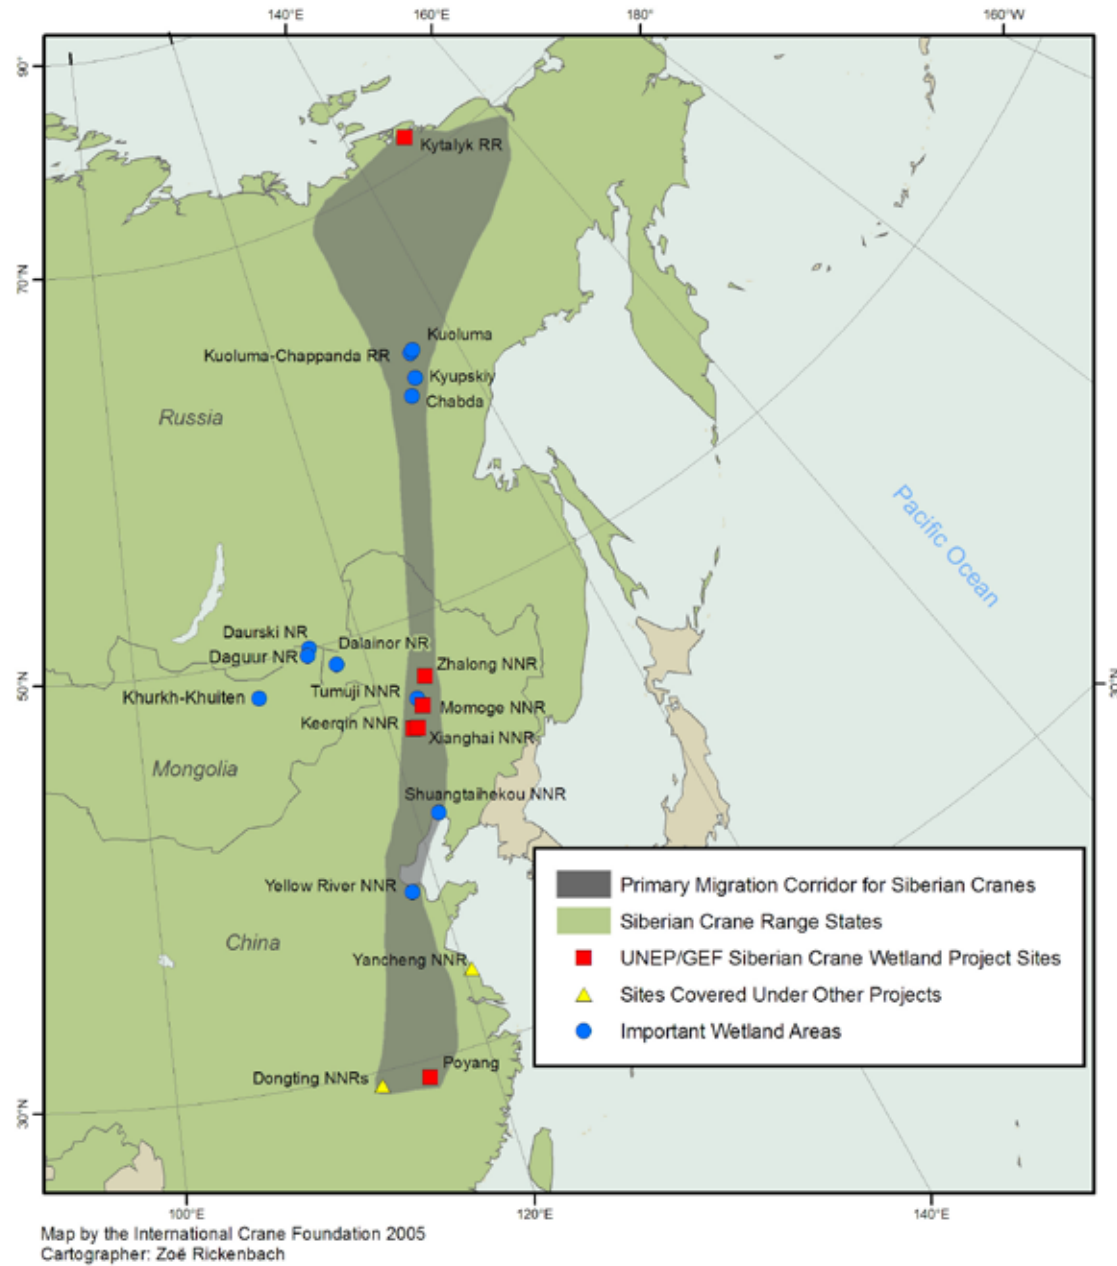 140°E
160°E
180°
160°W
90°
Kytalyk RR
70°N
Kuoluma
Kuoluma-Chappanda RR
Kyupskiy
Chabda
Russia
Pacific Ocean
Daurski NR
Dalainor NR
Daguur NR
Zhalong NNR
50°N
30°N
Khurkh-Khuiten
Tumuji NNR
Momoge NNR
Keerqin NNR
Xianghai NNR
Mongolia
Shuangtaihekou NNR
Yellow River NNR
China
Yancheng NNR
Poyang
Dongting NNRs
30°N
Primary Migration Corridor for Siberian Cranes
Siberian Crane Range States
UNEP/GEF Siberian Crane Wetland Project Sites
Sites Covered Under Other Projects
Important Wetland Areas
100°E
120°E
140°E
Map by the International Crane Foundation 2005
Cartographer: Zoë Rickenbach